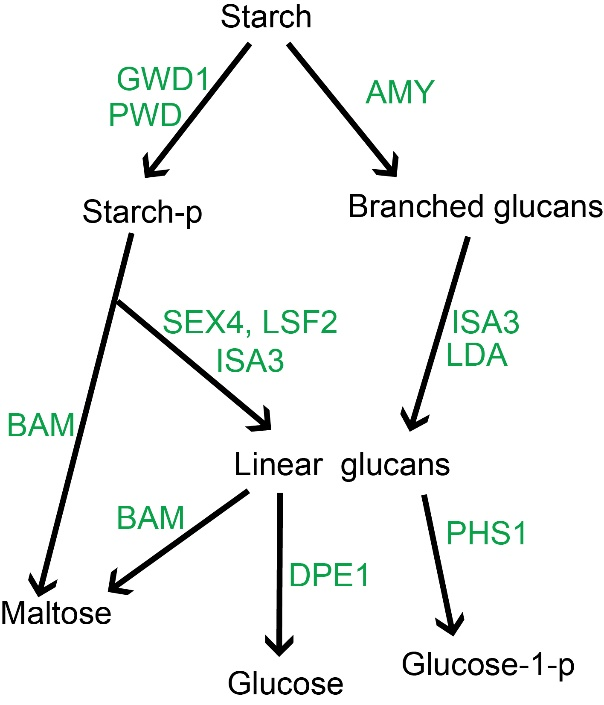 Starch
GWD1
PWD
AMY
Starch-p
Branched glucans
SEX4, LSF2
ISA3
ISA3
LDA
BAM
Linear glucans
BAM
DPE1
PHS1
Maltose
Glucose
Glucose-1-p